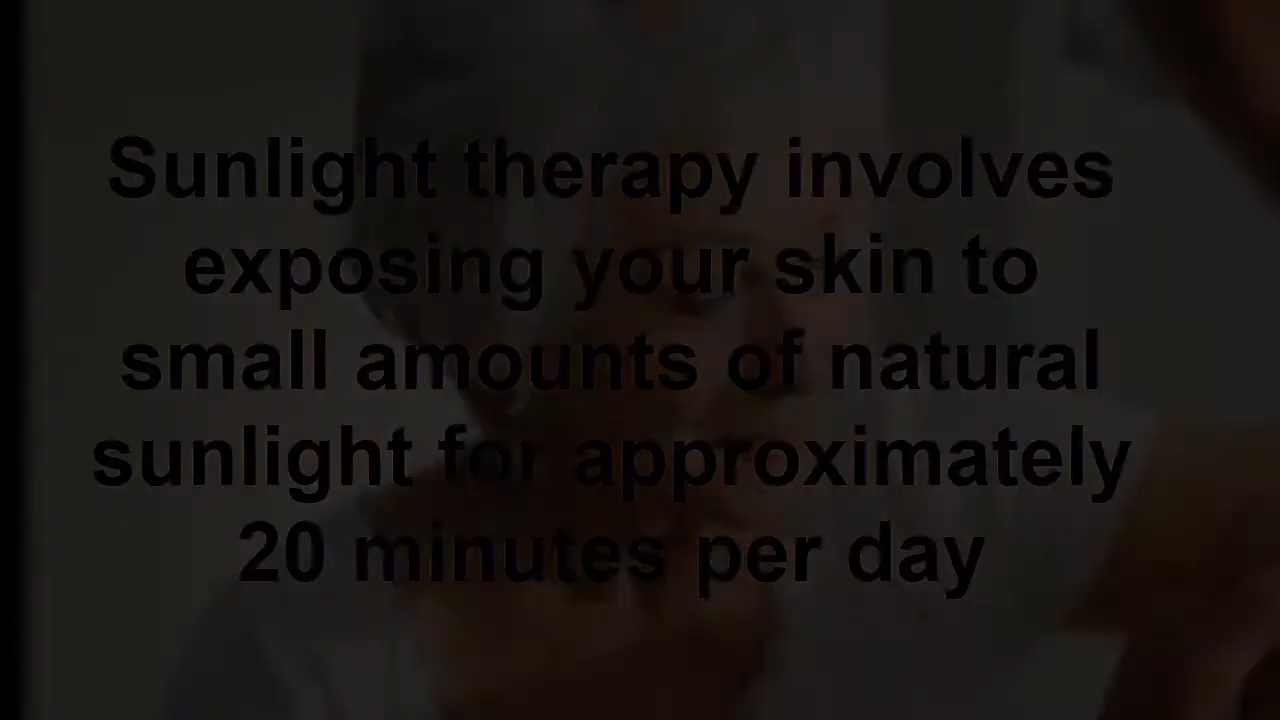 Sunlight therapy involves
exposing your skin to
small amounts of natural
sunlight for approximately
20 minutes per day